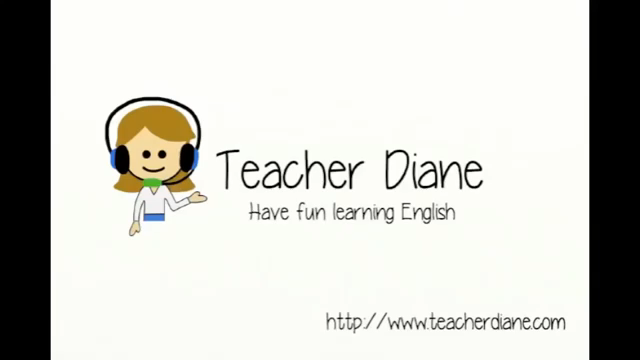 Teacher Diane
Have fun learning English
http://www.teacherdiane.com